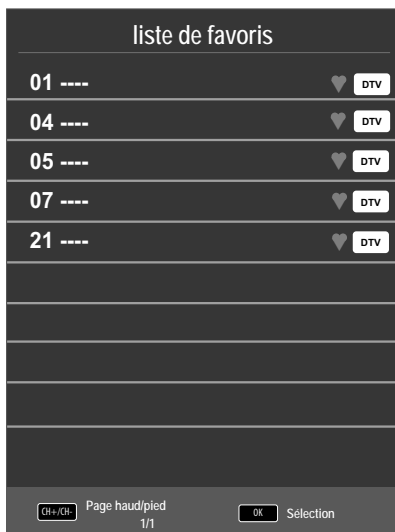 liste de favoris
01 ---- DTV
04 ---- DTV
05 ---- DTV
07 ---- DTV
21 ---- DTV
CH+/CH- Page haud/pied OK Sélection
1/1